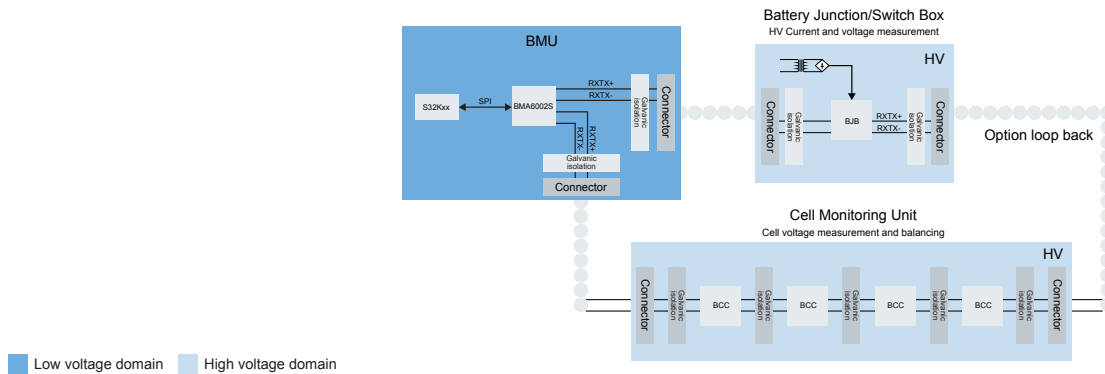 Battery Junction/Switch Box
HV Current and voltage measurement
BMU
HV
S32Kxx
SPI
BMA6002S
RXTX+
RXTX-
Galvanic
isolation
Connector
RXTX-
RXTX+
Galvanic
isolation
Connector
Connector
Galvanic
isolation
BJB
RXTX+
RXTX-
Galvanic
isolation
Connector
Option loop back
Cell Monitoring Unit
Cell voltage measurement and balancing
HV
Connector
Galvanic
isolation
BCC
Galvanic
isolation
BCC
Galvanic
isolation
BCC
Galvanic
isolation
BCC
Galvanic
isolation
Connector
Low voltage domain
High voltage domain